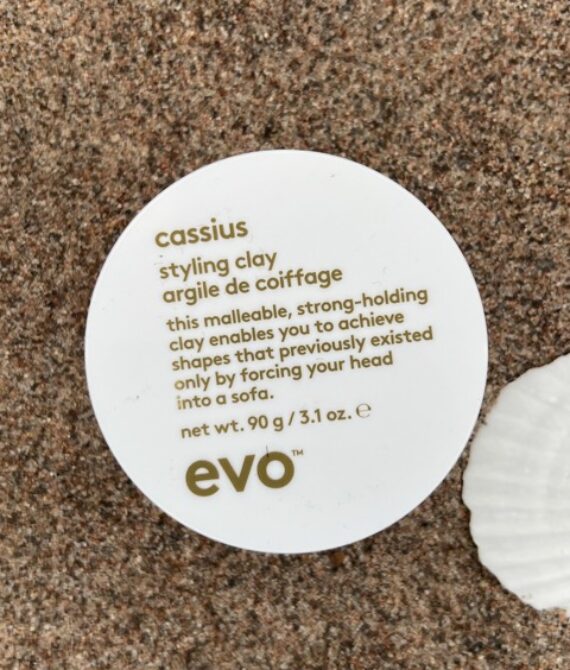 cassius
styling clay
argile de coiffage
this malleable, strong-holding
clay enables you to achieve
shapes that previously existed
only by forcing your head
into a sofa.
net wt. 90 g / 3.1 oz. ℮
evo™